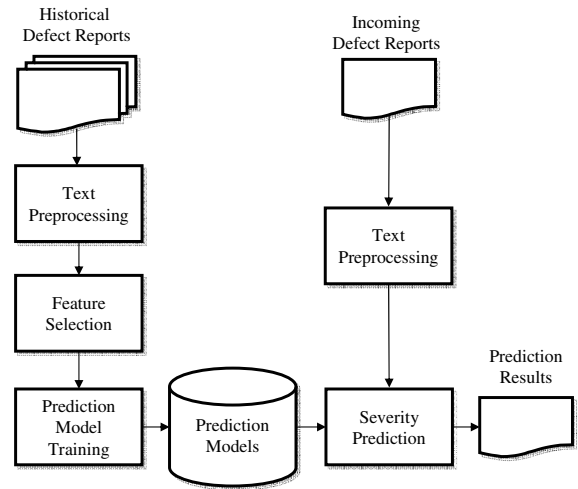 Historical
Defect Reports
Incoming
Defect Reports
Text
Preprocessing
Text
Preprocessing
Feature
Selection
Prediction
Results
Prediction
Model
Training
Prediction
Models
Severity
Prediction